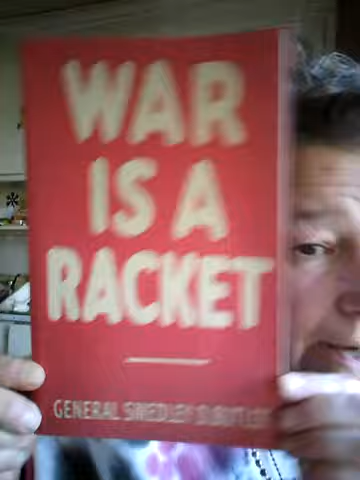 WAR
IS A
RACKET
GENERAL SMEDLEY D. BUTLER